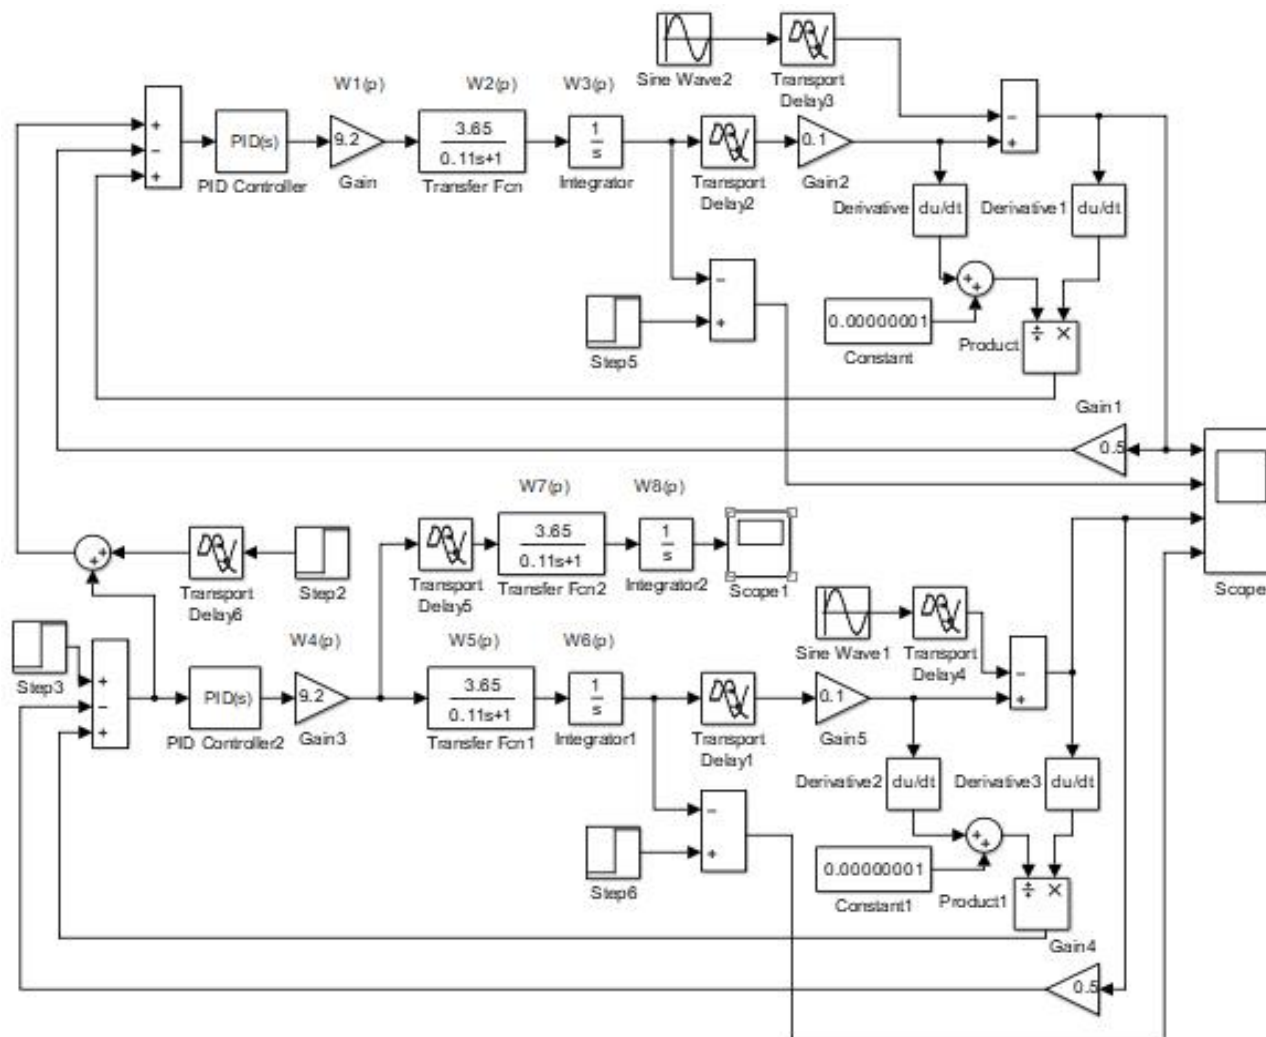 Sine Wave2
Transport
Delay3
W1(p)
W2(p)
W3(p)
−
+
+
−
+
PID(s)
PID Controller
9.2
Gain
3.65
0.11s+1
Transfer Fcn
1
s
Integrator
Transport
Delay2
0.1
Gain2
Derivative
du/dt
Derivative1
du/dt
−
+
Step5
+
+
0.00000001
Constant
Product
÷ ×
Gain1
0.5
W7(p)
W8(p)
+
+
Transport
Delay6
Step2
Transport
Delay5
3.65
0.11s+1
Transfer Fcn2
1
s
Integrator2
Scope1
Scope
Step3
W4(p)
W5(p)
W6(p)
Sine Wave1
Transport
Delay4
−
+
+
−
+
PID(s)
PID Controller2
9.2
Gain3
3.65
0.11s+1
Transfer Fcn1
1
s
Integrator1
Transport
Delay1
0.1
Gain5
Derivative2
du/dt
Derivative3
du/dt
−
+
Step6
+
+
0.00000001
Constant1
Product1
÷ ×
Gain4
0.5